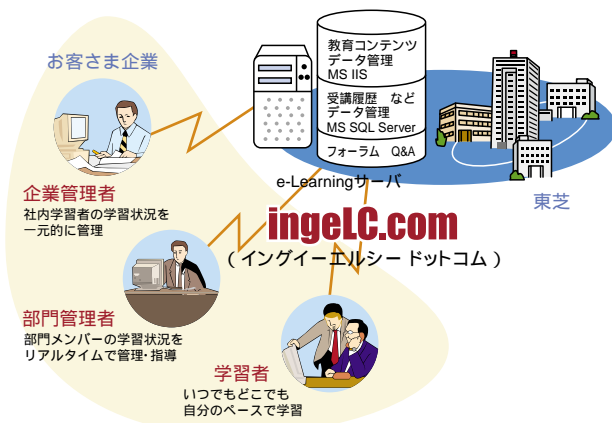 お客さま企業
教育コンテンツ
データ管理
MS IIS
受講履歴 など
データ管理
MS SQL Server
フォーラム Q&A
e-Learningサーバ
東芝
企業管理者
社内学習者の学習状況を
一元的に管理
ingeLC.com
(イングイーエルシー ドットコム)
部門管理者
部門メンバーの学習状況を
リアルタイムで管理・指導
学習者
いつでもどこでも
自分のペースで学習